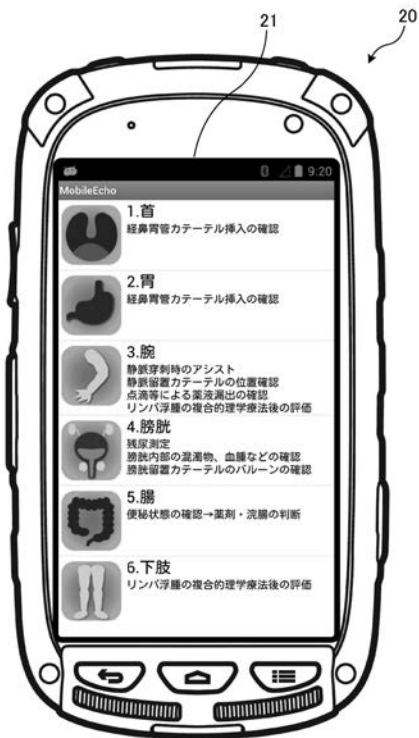 21
20
9:20
MobileEcho
1.首
経鼻胃管カテーテル挿入の確認
2.胃
経鼻胃管カテーテル挿入の確認
3.腕
静脈穿刺時のアシスト
静脈留置カテーテルの位置確認
点滴等による薬液漏出の確認
リンパ浮腫の複合的理学療法後の評価
4.膀胱
残尿測定
膀胱内部の混濁物、血腫などの確認
膀胱留置カテーテルのバルーンの確認
5.腸
便秘状態の確認→薬剤・浣腸の判断
6.下肢
リンパ浮腫の複合的理学療法後の評価